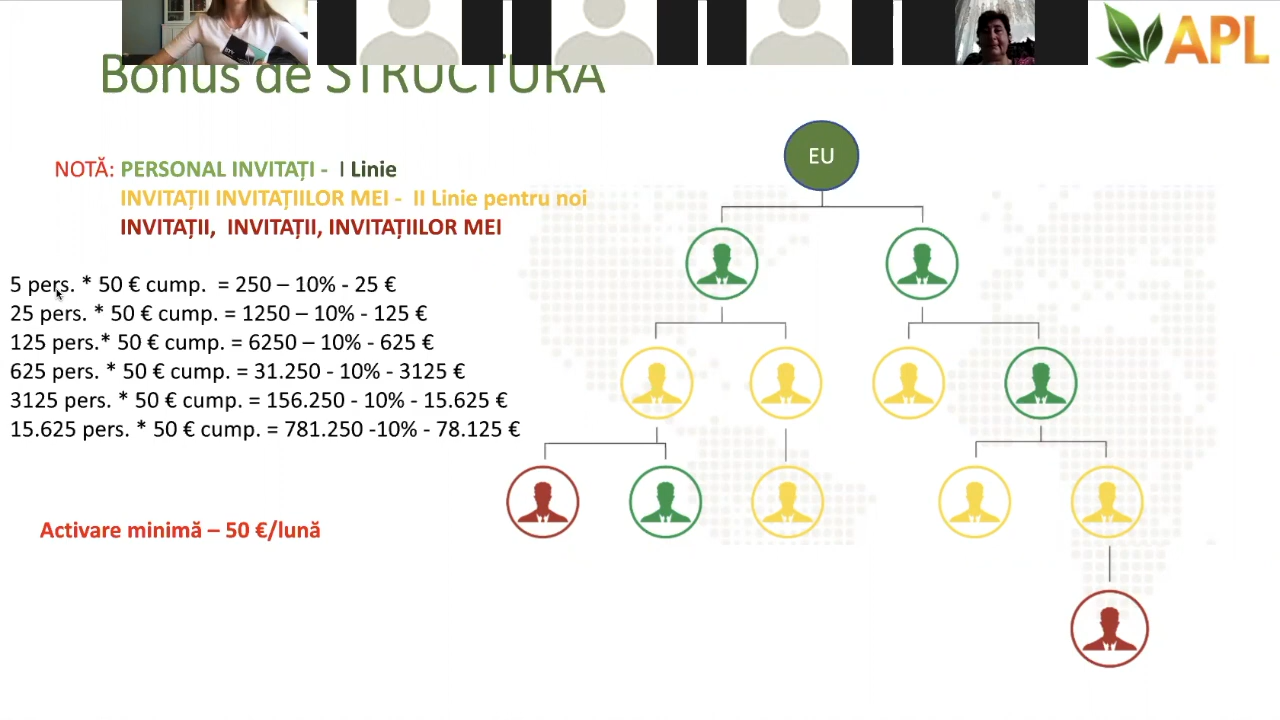 APL
Bonus de STRUCTURA
EU
NOTĂ: PERSONAL INVITAȚI - I Linie
INVITAȚII INVITAȚIILOR MEI - II Linie pentru noi
INVITAȚII, INVITAȚII, INVITAȚIILOR MEI
5 pers. * 50 € cump. = 250 – 10% - 25 €
25 pers. * 50 € cump. = 1250 – 10% - 125 €
125 pers.* 50 € cump. = 6250 – 10% - 625 €
625 pers. * 50 € cump. = 31.250 - 10% - 3125 €
3125 pers. * 50 € cump. = 156.250 - 10% - 15.625 €
15.625 pers. * 50 € cump. = 781.250 -10% - 78.125 €
Activare minimă – 50 €/lună